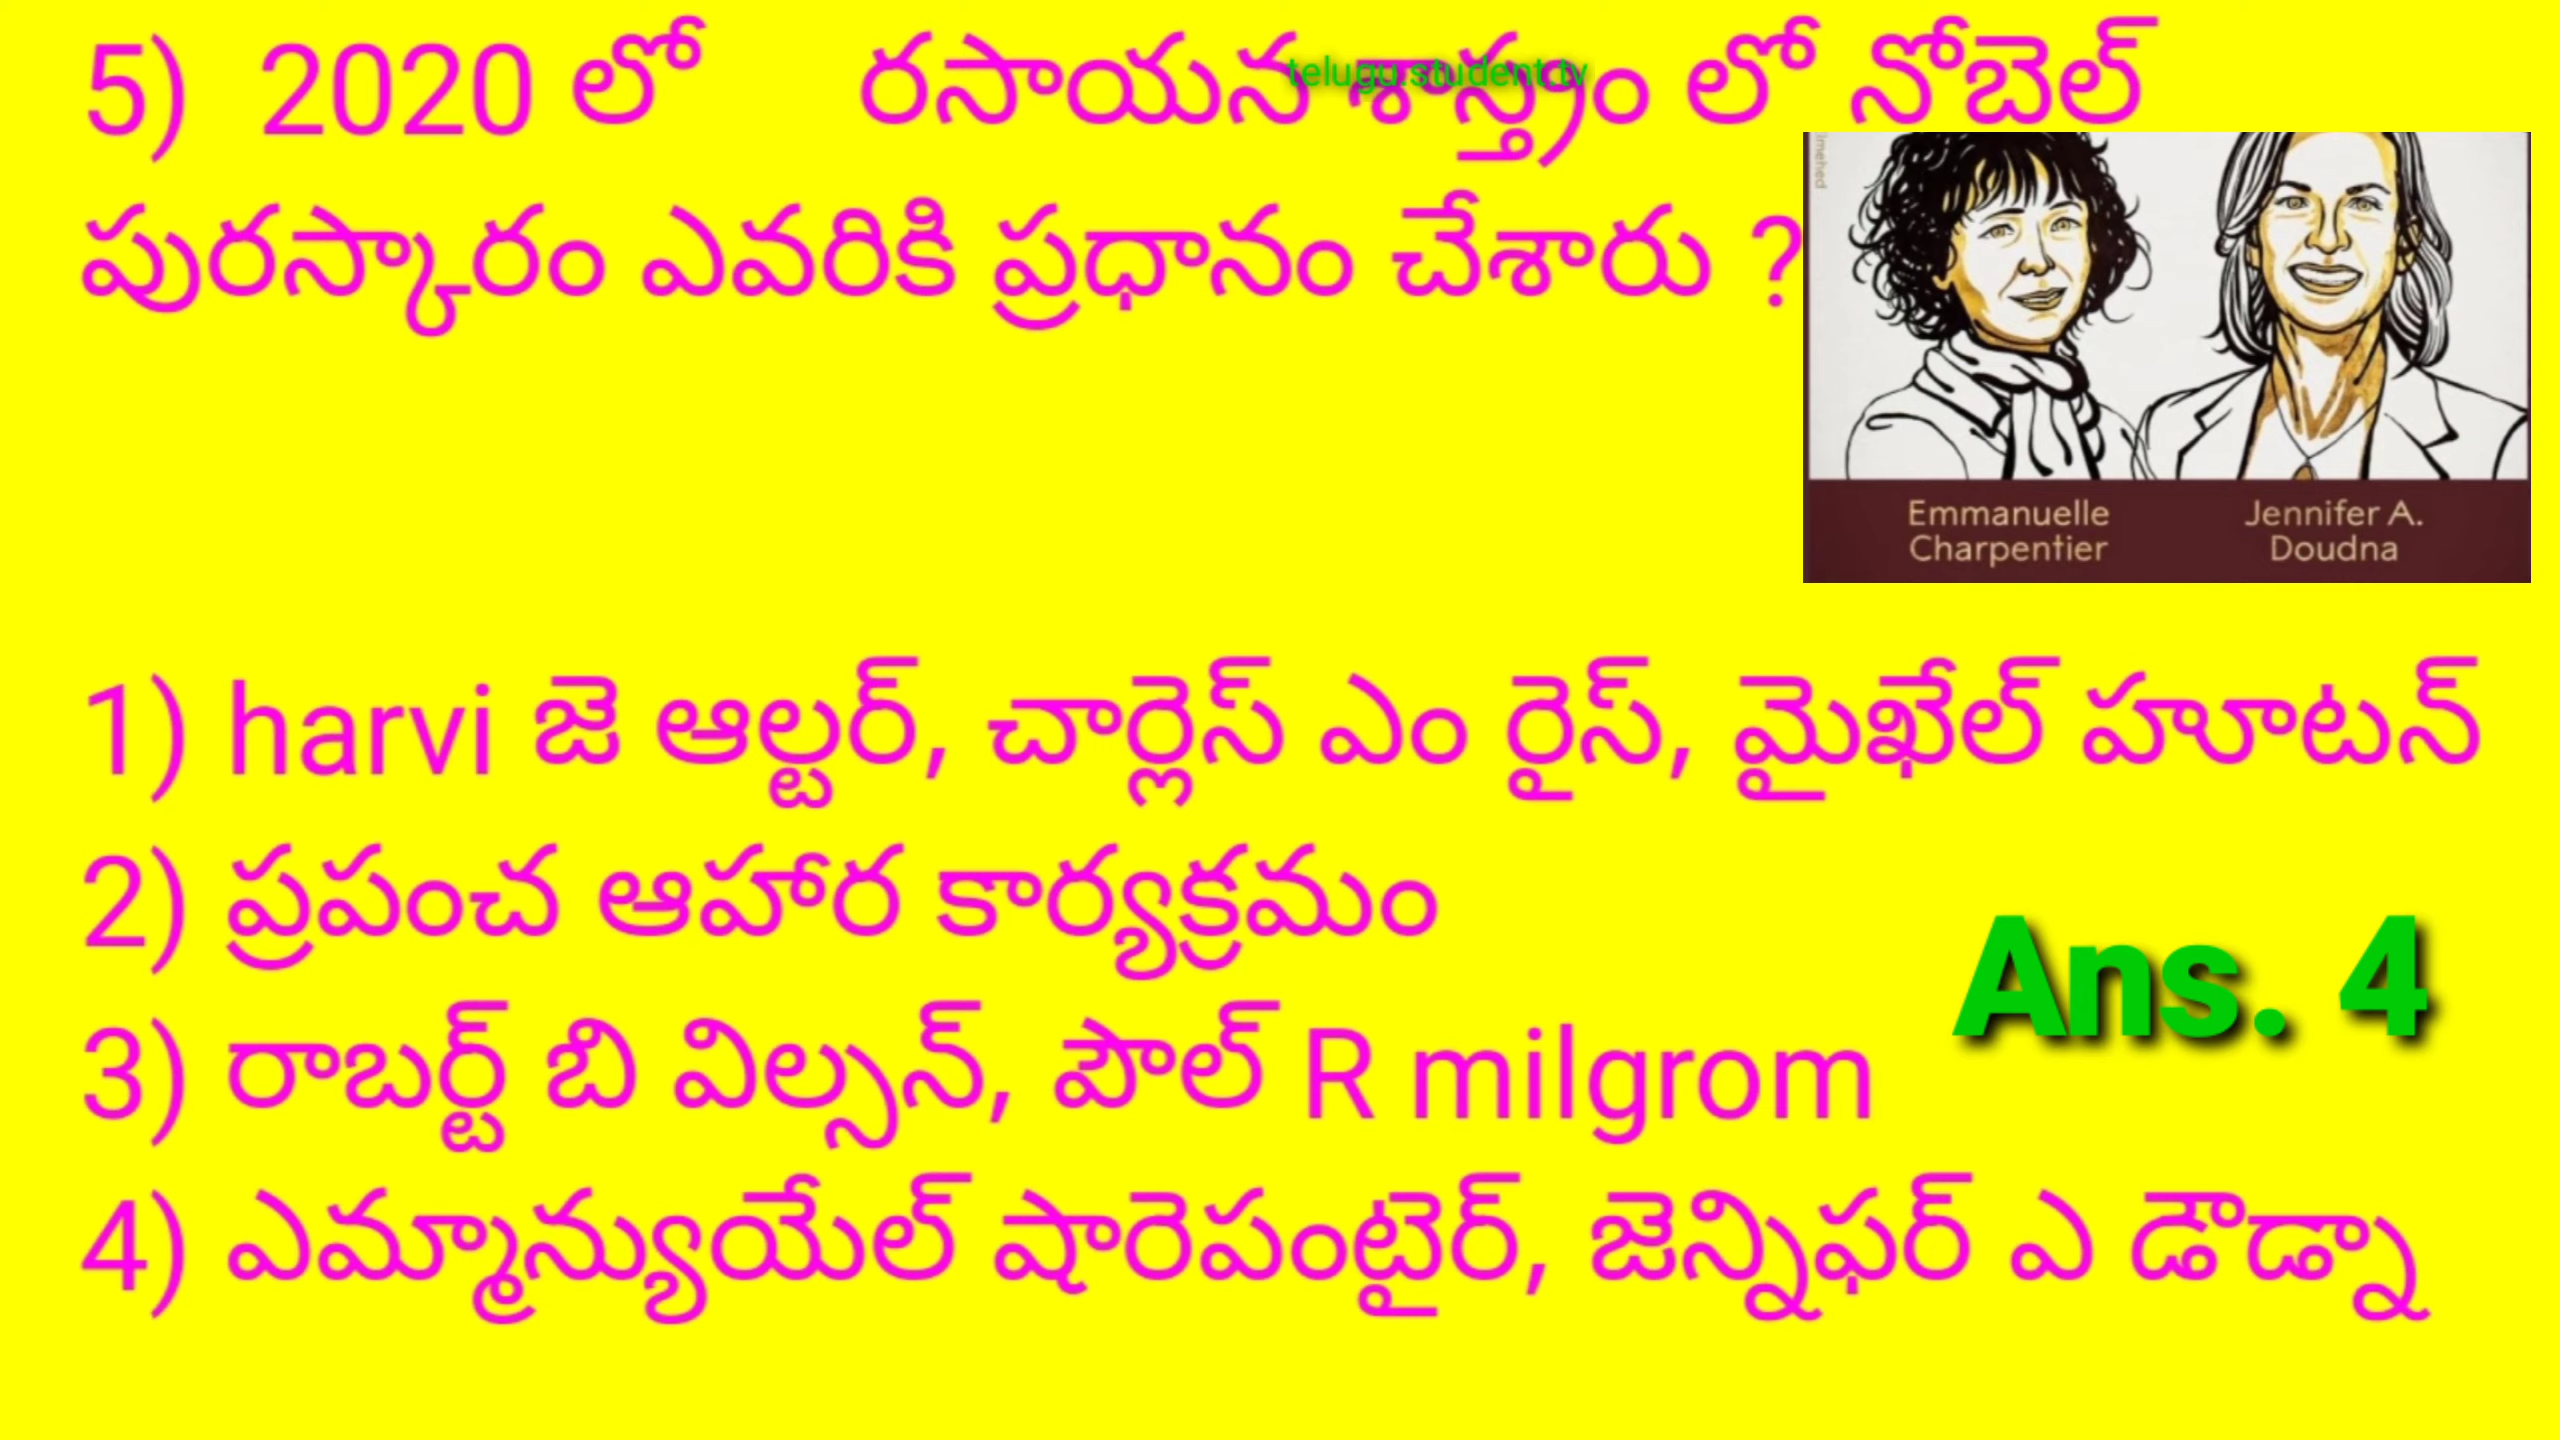 5) 2020 లో రసాయన శాస్త్రం లో నోబెల్
telugu.student.tv
పురస్కారం ఎవరికి ప్రధానం చేశారు ?
Emmanuelle Charpentier
Jennifer A. Doudna
1) harvi జె ఆల్టర్, చార్లెస్ ఎం రైస్, మైఖేల్ హూటన్
2) ప్రపంచ ఆహార కార్యక్రమం
Ans. 4
3) రాబర్ట్ బి విల్సన్, పౌల్ R milgrom
4) ఎమ్మాన్యుయేల్ షారెపంటైర్, జెన్నిఫర్ ఎ డౌడ్నా